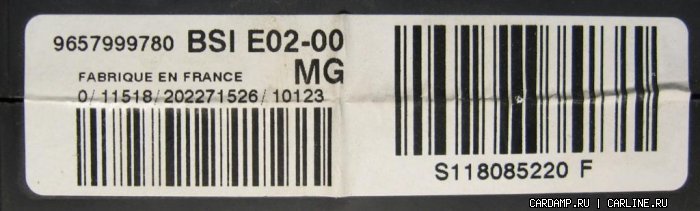 9657999780 BSI E02-00
MG
FABRIQUE EN FRANCE
0/11518/202271526/10123
S118085220 F
CARDAMP.RU | CARLINE.RU